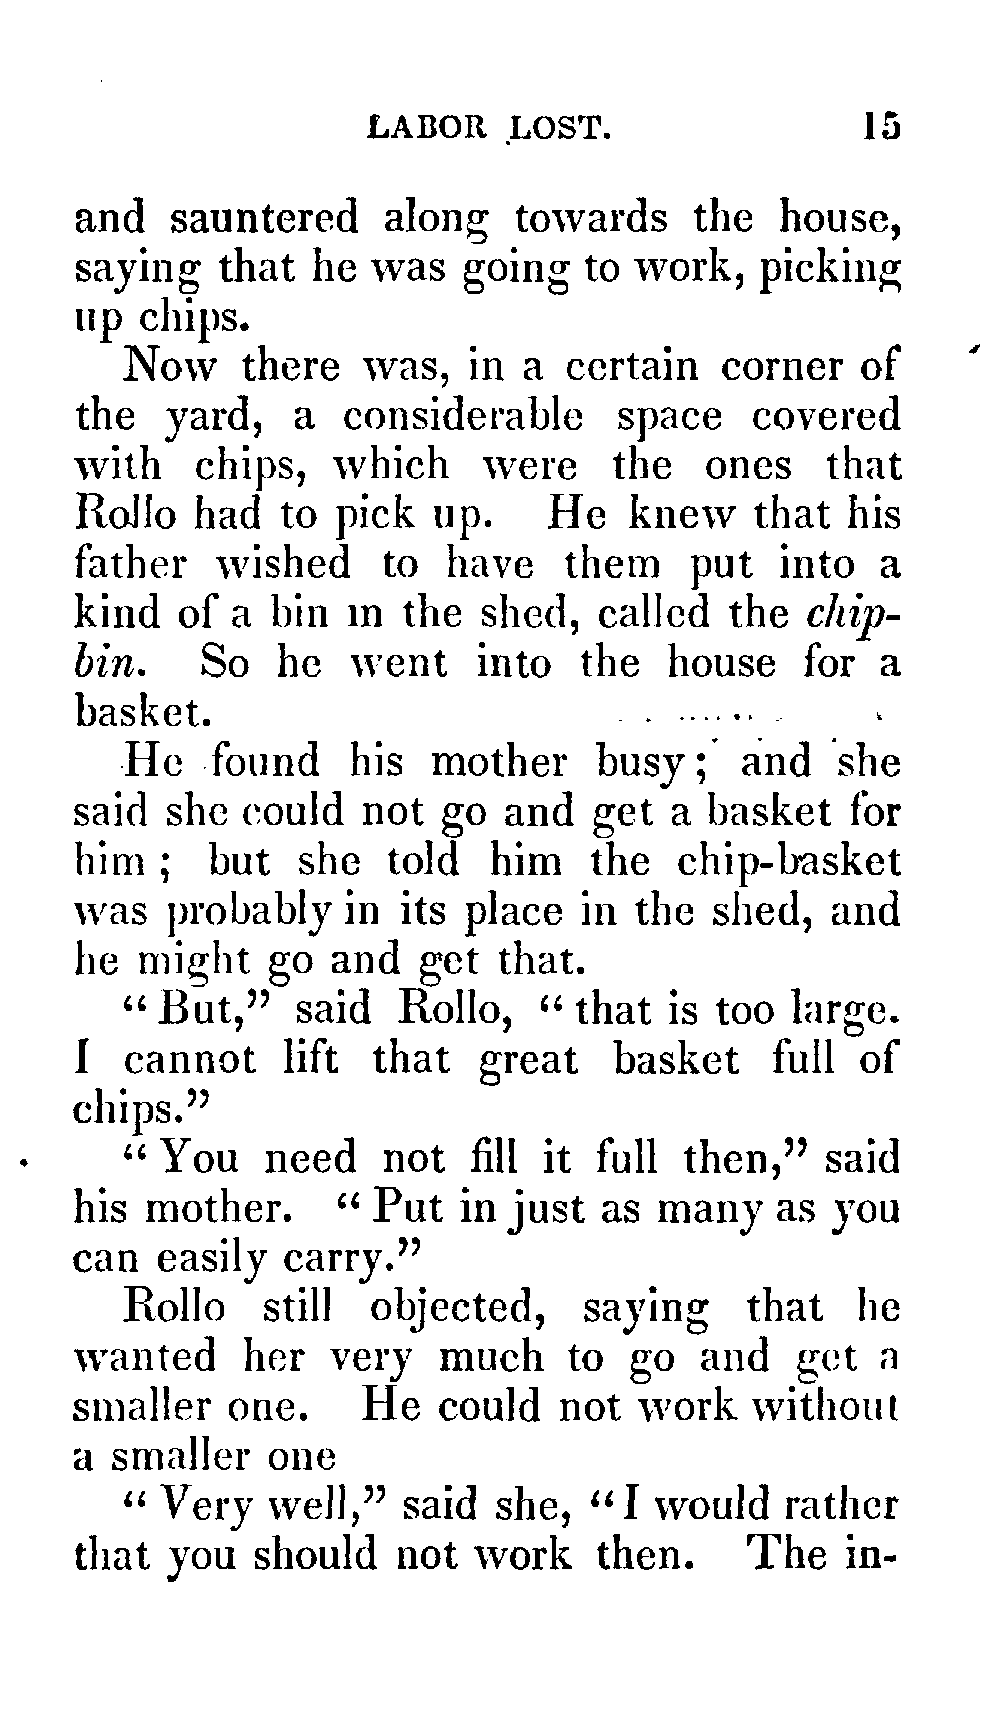 LABOR LOST. 15
and sauntered along towards the house,
saying that he was going to work, picking
up chips.
Now there was, in a certain corner of
the yard, a considerable space covered
with chips, which were the ones that
Rollo had to pick up. He knew that his
father wished to have them put into a
kind of a bin in the shed, called the chip-
bin. So he went into the house for a
basket.
He found his mother busy; and she
said she could not go and get a basket for
him; but she told him the chip-basket
was probably in its place in the shed, and
he might go and get that.
"But," said Rollo, "that is too large.
I cannot lift that great basket full of
chips."
"You need not fill it full then," said
his mother. "Put in just as many as you
can easily carry."
Rollo still objected, saying that he
wanted her very much to go and get a
smaller one. He could not work without
a smaller one
"Very well," said she, "I would rather
that you should not work then. The in-